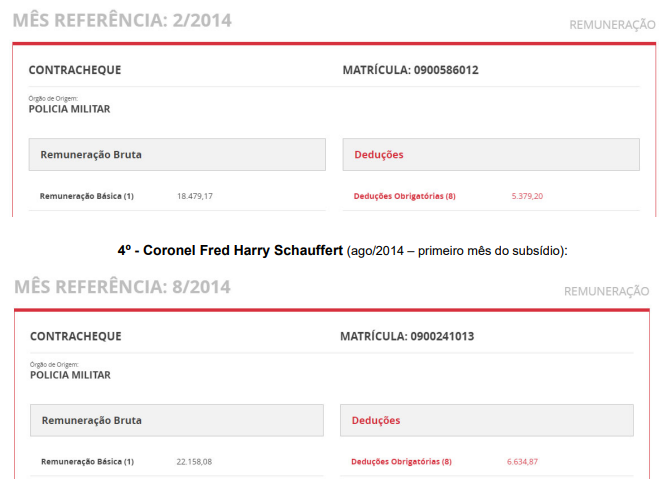 MÊS REFERÊNCIA: 2/2014
REMUNERAÇÃO
CONTRACHEQUE
MATRÍCULA: 0900586012
Órgão de Origem:
POLICIA MILITAR
Remuneração Bruta
Deduções
Remuneração Básica (1) 18.479,17
Deduções Obrigatórias (8) 5.379,20
4º - Coronel Fred Harry Schauffert (ago/2014 – primeiro mês do subsídio):
MÊS REFERÊNCIA: 8/2014
REMUNERAÇÃO
CONTRACHEQUE
MATRÍCULA: 0900241013
Órgão de Origem:
POLICIA MILITAR
Remuneração Bruta
Deduções
Remuneração Básica (1) 22.158,08
Deduções Obrigatórias (8) 6.634,87